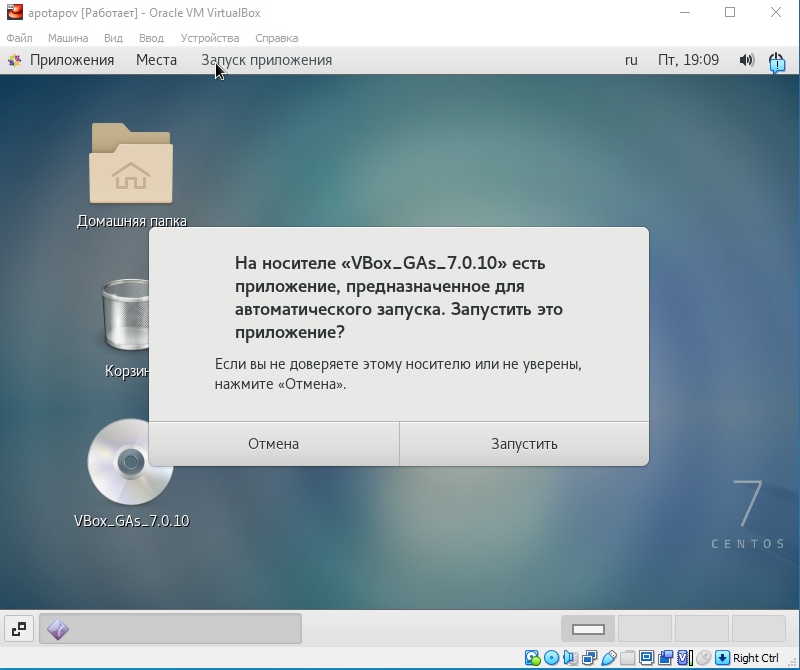 apotapov [Работает] - Oracle VM VirtualBox
Файл Машина Вид Ввод Устройства Справка
Приложения Места Запуск приложения ru Пт, 19:09
Домашняя папка
На носителе «VBox_GAs_7.0.10» есть
приложение, предназначенное для
автоматического запуска. Запустить это
приложение?
Если вы не доверяете этому носителю или не уверены,
нажмите «Отмена».
Корзин
Отмена Запустить
VBox_GAs_7.0.10
7
CENTOS
Right Ctrl